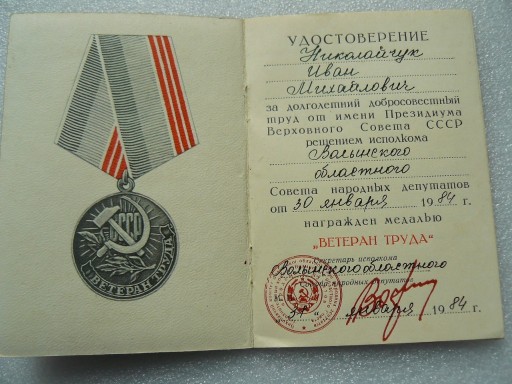 СССР
ВЕТЕРАН ТРУДА
УДОСТОВЕРЕНИЕ
Николайчук
Иван
Михайлович
за долголетний добросовестный
труд от имени Президиума
Верховного Совета СССР
решением исполкома
Волынского
областного
Совета народных депутатов
от 30 января 1984 г.
награжден медалью
„ВЕТЕРАН ТРУДА“
Секретарь исполкома
Волынского областного
Совета народных депутатов
января 1984 г.